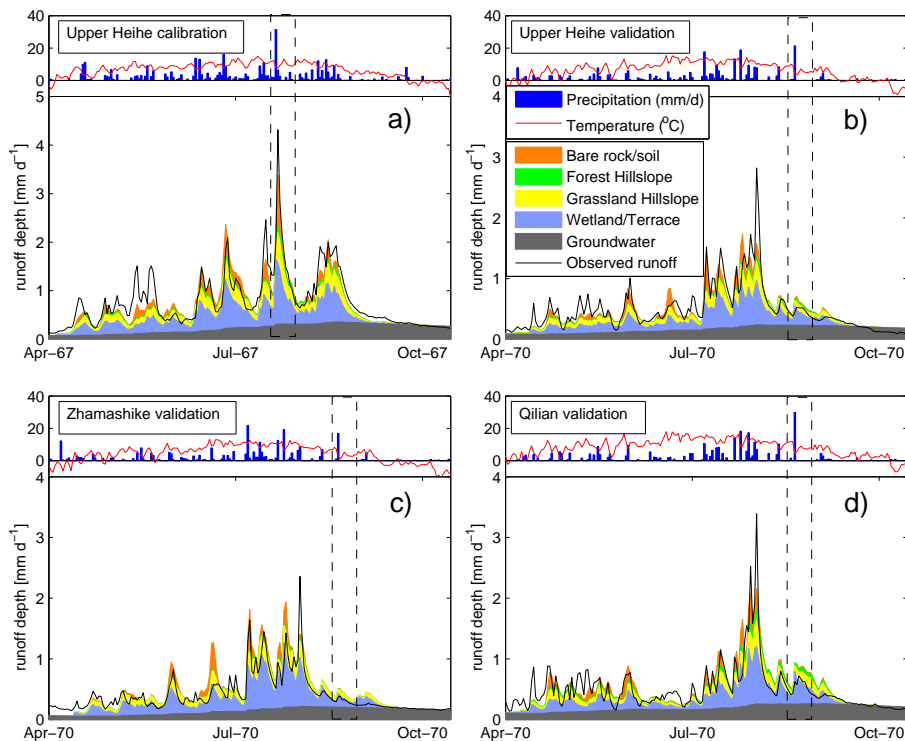 40
20
0
Upper Heihe calibration
5
4
3
2
1
0
runoff depth [mm d⁻¹]
a)
Apr−67
Jul−67
Oct−67
40
20
0
Upper Heihe validation
4
3
2
1
0
runoff depth [mm d⁻¹]
b)
Precipitation (mm/d)
Temperature (°C)
Bare rock/soil
Forest Hillslope
Grassland Hillslope
Wetland/Terrace
Groundwater
Observed runoff
Apr−70
Jul−70
Oct−70
40
20
0
Zhamashike validation
4
3
2
1
0
runoff depth [mm d⁻¹]
c)
Apr−70
Jul−70
Oct−70
40
20
0
Qilian validation
4
3
2
1
0
runoff depth [mm d⁻¹]
d)
Apr−70
Jul−70
Oct−70